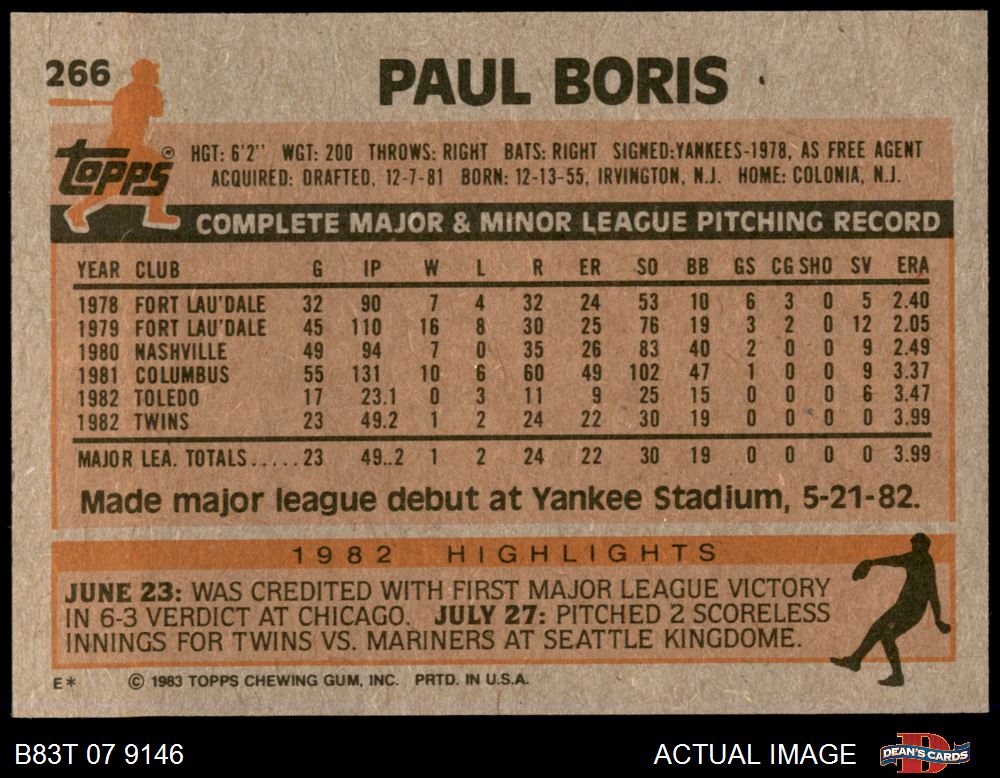 266
PAUL BORIS
topps®
HGT: 6'2" WGT: 200 THROWS: RIGHT BATS: RIGHT SIGNED:YANKEES-1978, AS FREE AGENT
ACQUIRED: DRAFTED, 12-7-81 BORN: 12-13-55, IRVINGTON, N.J. HOME: COLONIA, N.J.
COMPLETE MAJOR & MINOR LEAGUE PITCHING RECORD
YEAR CLUB G IP W L R ER SO BB GS CG SHO SV ERA
1978 FORT LAU'DALE 32 90 7 4 32 24 53 10 6 3 0 5 2.40
1979 FORT LAU'DALE 45 110 16 8 30 25 76 19 3 2 0 12 2.05
1980 NASHVILLE 49 94 7 0 35 26 83 40 2 0 0 9 2.49
1981 COLUMBUS 55 131 10 6 60 49 102 47 1 0 0 9 3.37
1982 TOLEDO 17 23.1 0 3 11 9 25 15 0 0 0 6 3.47
1982 TWINS 23 49.2 1 2 24 22 30 19 0 0 0 0 3.99
MAJOR LEA. TOTALS.....23 49..2 1 2 24 22 30 19 0 0 0 0 3.99
Made major league debut at Yankee Stadium, 5-21-82.
1982 HIGHLIGHTS
JUNE 23: WAS CREDITED WITH FIRST MAJOR LEAGUE VICTORY
IN 6-3 VERDICT AT CHICAGO. JULY 27: PITCHED 2 SCORELESS
INNINGS FOR TWINS VS. MARINERS AT SEATTLE KINGDOME.
E* © 1983 TOPPS CHEWING GUM, INC. PRTD. IN U.S.A.
B83T 07 9146 ACTUAL IMAGE DEAN'S CARDS